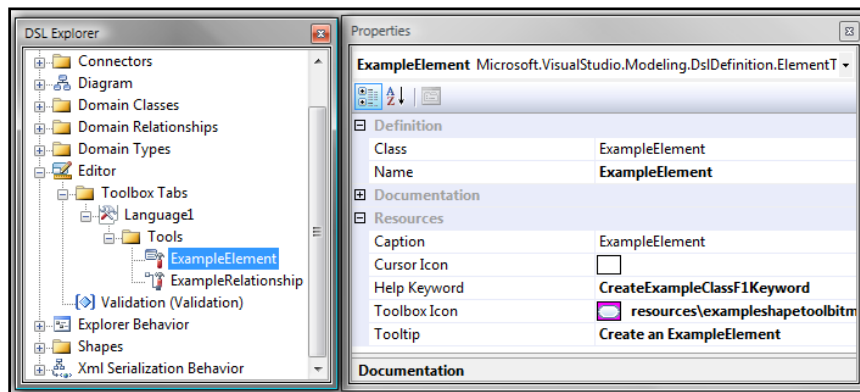 DSL Explorer
Connectors
Diagram
Domain Classes
Domain Relationships
Domain Types
Editor
Toolbox Tabs
Language1
Tools
ExampleElement
ExampleRelationship
Validation (Validation)
Explorer Behavior
Shapes
Xml Serialization Behavior
Properties
ExampleElement Microsoft.VisualStudio.Modeling.DslDefinition.ElementT
Definition
Class ExampleElement
Name ExampleElement
Documentation
Resources
Caption ExampleElement
Cursor Icon
Help Keyword CreateExampleClassF1Keyword
Toolbox Icon resources\exampleshapetoolbitm
Tooltip Create an ExampleElement
Documentation